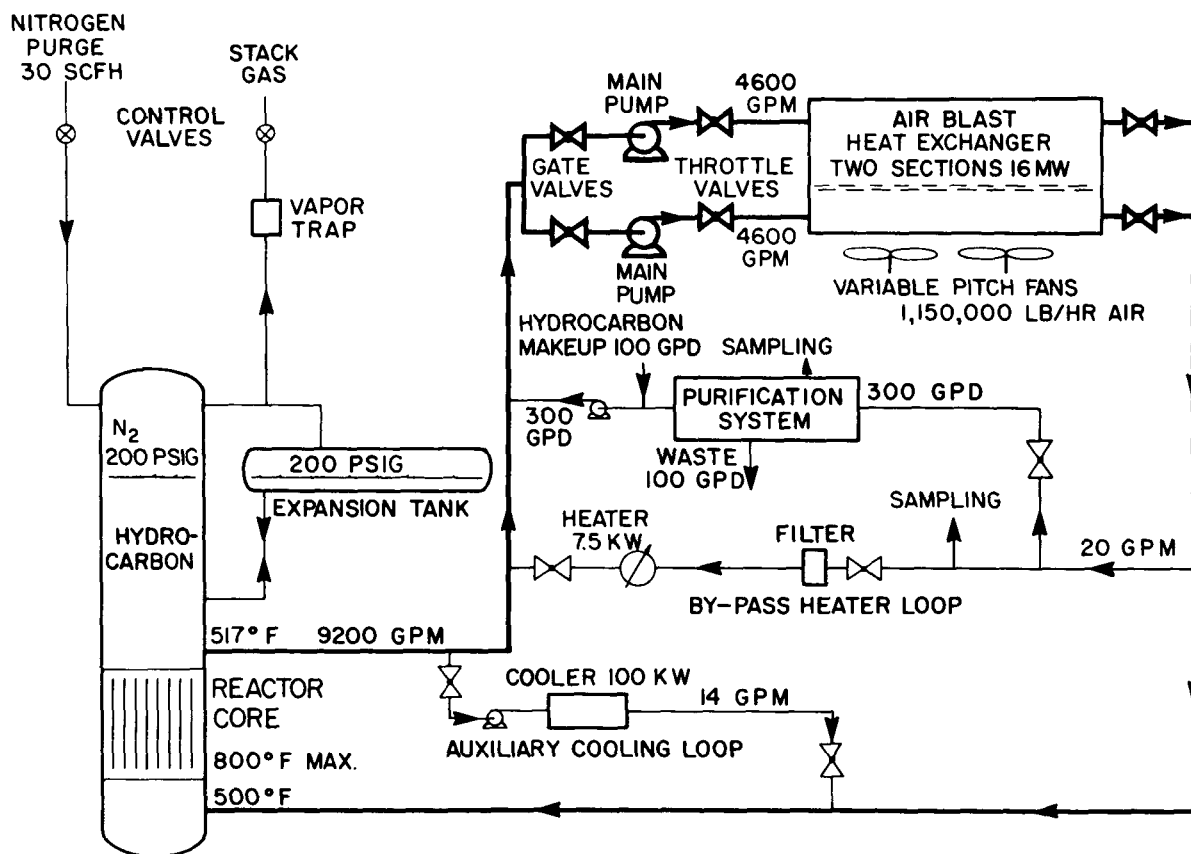 NITROGEN
PURGE
30 SCFH
STACK
GAS
CONTROL
VALVES
VAPOR
TRAP
MAIN
PUMP
4600
GPM
AIR BLAST
HEAT EXCHANGER
TWO SECTIONS 16 MW
GATE
VALVES
THROTTLE
VALVES
4600
GPM
MAIN
PUMP
VARIABLE PITCH FANS
1,150,000 LB/HR AIR
HYDROCARBON
MAKEUP 100 GPD
SAMPLING
PURIFICATION
SYSTEM
300 GPD
300
GPD
WASTE
100 GPD
N2
200 PSIG
200 PSIG
EXPANSION TANK
HYDRO-
CARBON
HEATER
7.5 KW
FILTER
SAMPLING
20 GPM
BY-PASS HEATER LOOP
517°F 9200 GPM
REACTOR
CORE
800°F MAX.
500°F
COOLER 100 KW
14 GPM
AUXILIARY COOLING LOOP